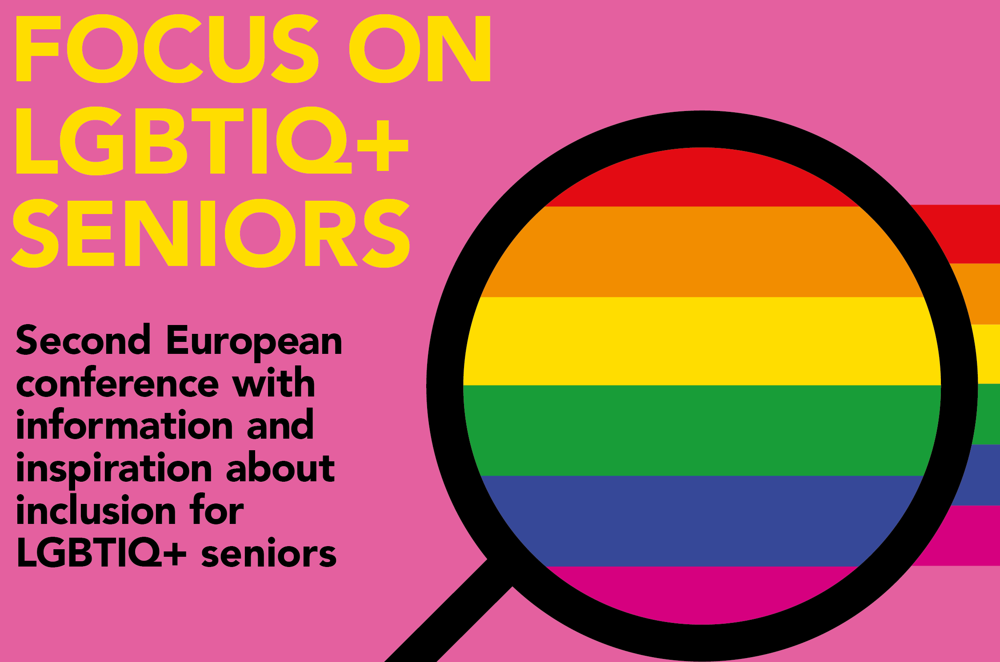 FOCUS ON
LGBTIQ+
SENIORS
Second European
conference with
information and
inspiration about
inclusion for
LGBTIQ+ seniors